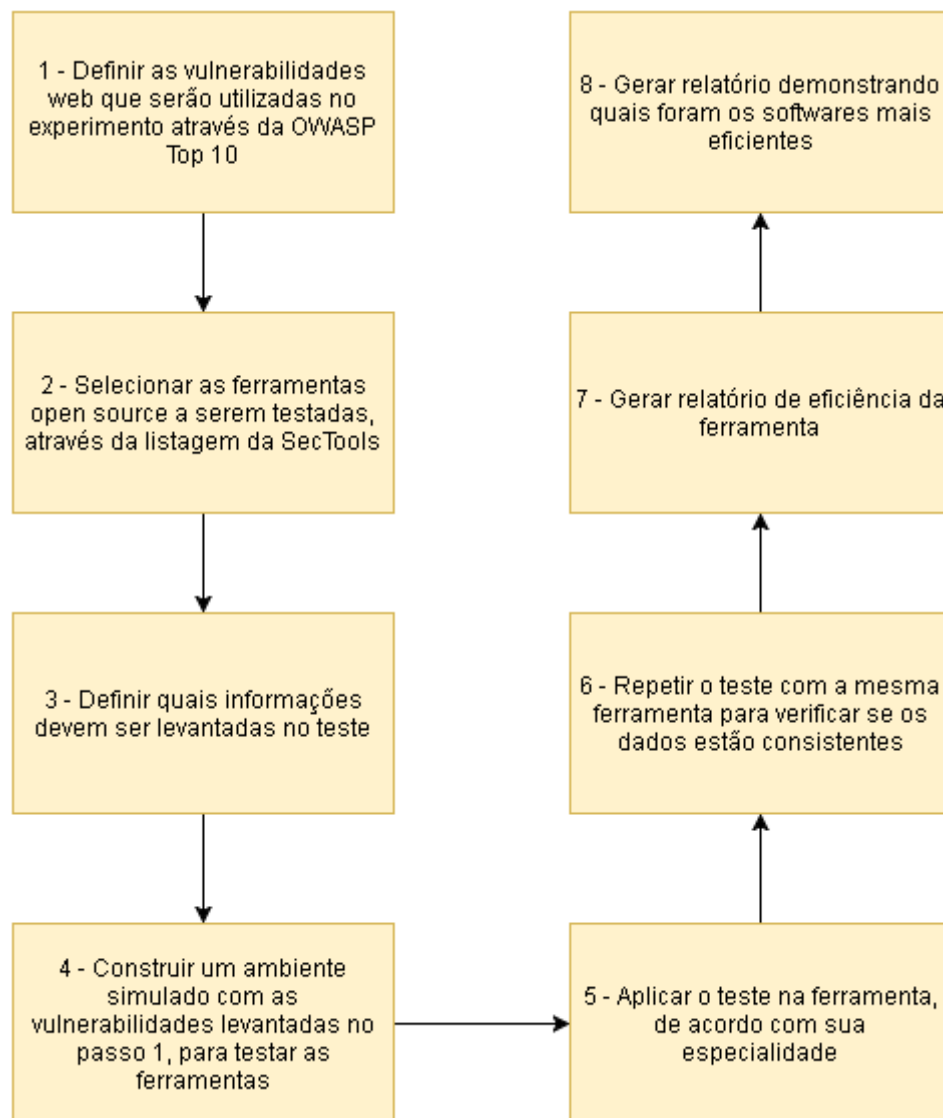 1 - Definir as vulnerabilidades
web que serão utilizadas no
experimento através da OWASP
Top 10
2 - Selecionar as ferramentas
open source a serem testadas,
através da listagem da SecTools
3 - Definir quais informações
devem ser levantadas no teste
4 - Construir um ambiente
simulado com as
vulnerabilidades levantadas no
passo 1, para testar as
ferramentas
5 - Aplicar o teste na ferramenta,
de acordo com sua
especialidade
6 - Repetir o teste com a mesma
ferramenta para verificar se os
dados estão consistentes
7 - Gerar relatório de eficiência da
ferramenta
8 - Gerar relatório demonstrando
quais foram os softwares mais
eficientes